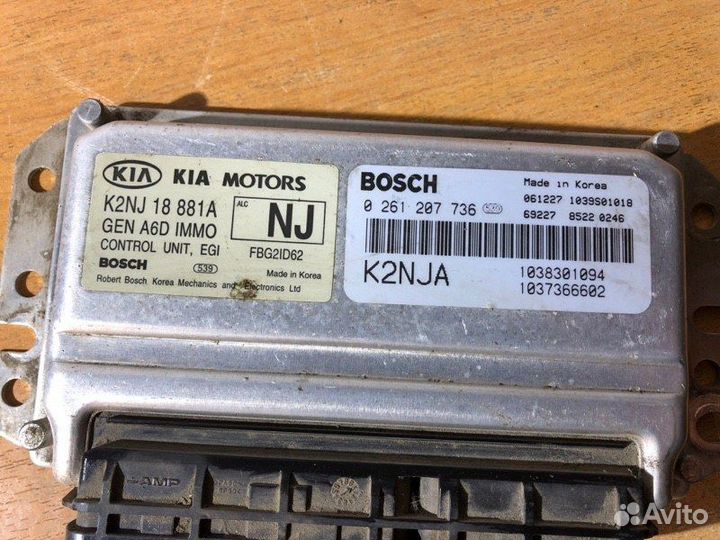 KIA KIA MOTORS
K2NJ 18 881A
GEN A6D IMMO
CONTROL UNIT, EGI
BOSCH 539
ALC
NJ
FBG2ID62
Made in Korea
Robert Bosch Korea Mechanics and Electronics Ltd
BOSCH
0 261 207 736 539
Made in Korea
061227 1039S01018
69227 8522 0246
K2NJA
1038301094
1037366602
AMP
Avito